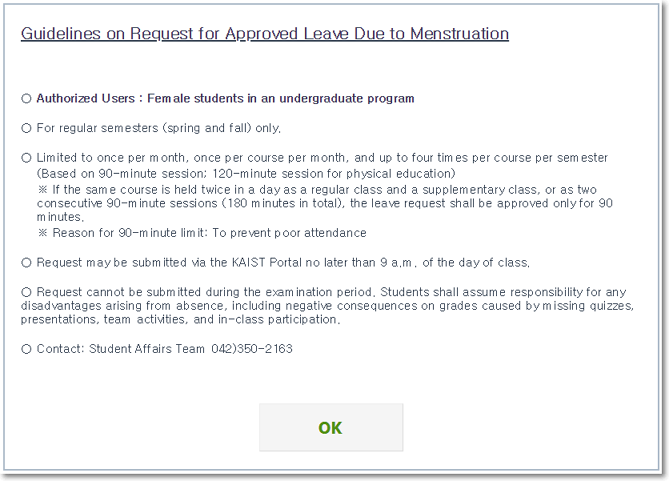 Guidelines on Request for Approved Leave Due to Menstruation
○ Authorized Users : Female students in an undergraduate program
○ For regular semesters (spring and fall) only.
○ Limited to once per month, once per course per month, and up to four times per course per semester
(Based on 90-minute session; 120-minute session for physical education)
※ If the same course is held twice in a day as a regular class and a supplementary class, or as two
consecutive 90-minute sessions (180 minutes in total), the leave request shall be approved only for 90
minutes.
※ Reason for 90-minute limit: To prevent poor attendance
○ Request may be submitted via the KAIST Portal no later than 9 a.m. of the day of class.
○ Request cannot be submitted during the examination period. Students shall assume responsibility for any
disadvantages arising from absence, including negative consequences on grades caused by missing quizzes,
presentations, team activities, and in-class participation.
○ Contact: Student Affairs Team 042)350-2163
OK